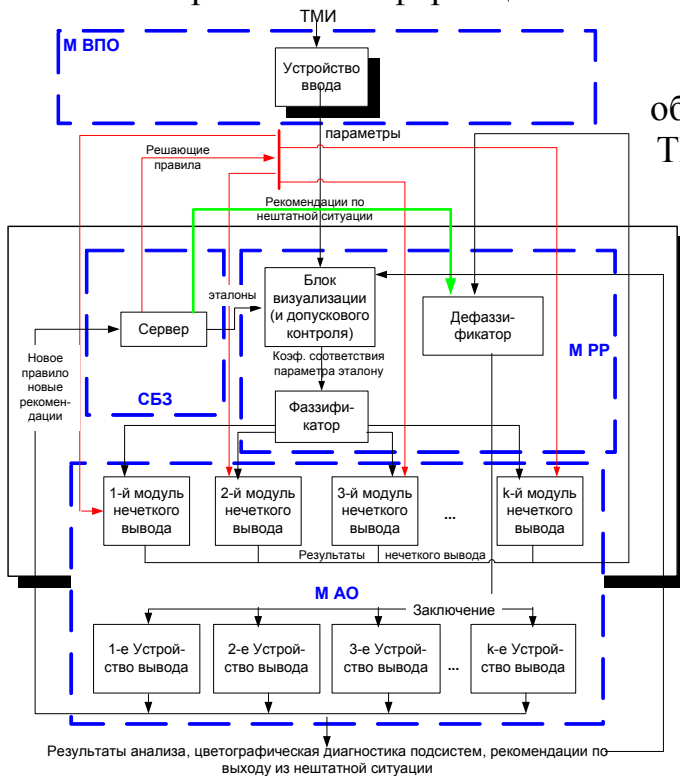 ТМИ
М ВПО
Устройство
ввода
параметры
Решающие
правила
Рекомендации по
нештатной ситуации
эталоны
Блок
визуализации
(и допускового
контроля)
Сервер
Дефаззи-
фикатор
М РР
Новое
правило
новые
рекомен-
дации
Коэф. соответствия
параметра эталону
СБЗ
Фаззифи-
катор
1-й модуль
нечеткого
вывода
2-й модуль
нечеткого
вывода
3-й модуль
нечеткого
вывода
...
k-й модуль
нечеткого
вывода
Результаты нечеткого вывода
М АО
Заключение
1-е Устрой-
ство вывода
2-е Устрой-
ство вывода
3-е Устрой-
ство вывода
...
k-е Устрой-
ство вывода
Результаты анализа, цветографическая диагностика подсистем, рекомендации по
выходу из нештатной ситуации